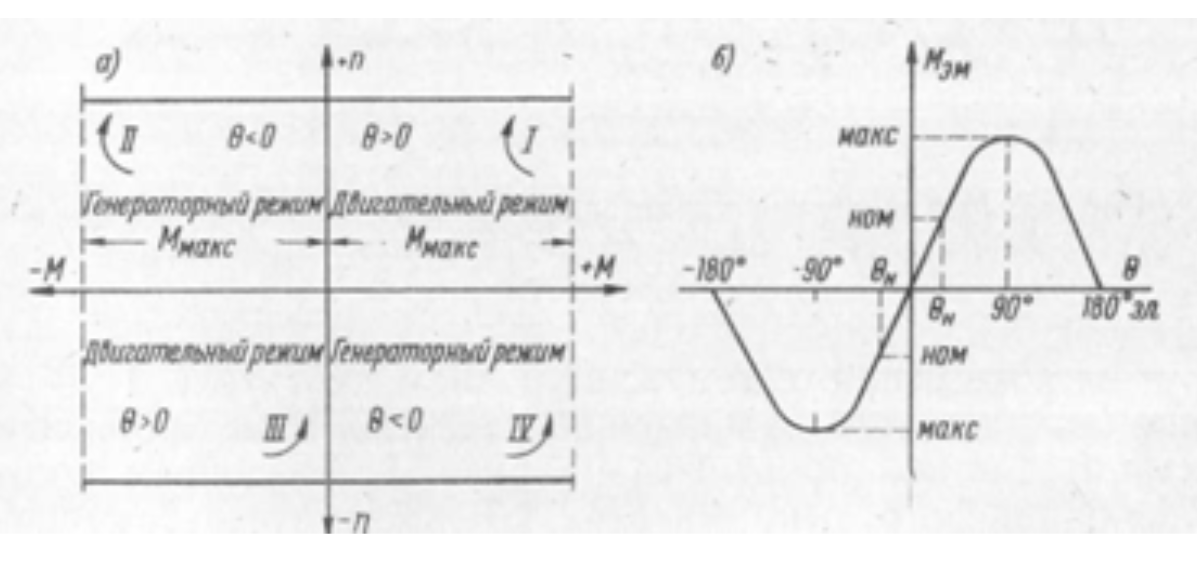 а)
+n
II θ<0 θ>0 I
Генераторный режим Двигательный режим
Mмакс Mмакс
-M +M
Двигательный режим Генераторный режим
θ>0 III θ<0 IV
-n
б)
Mэм
макс
ном
-180° -90° θн θ
θн 90° 180° эл
ном
макс